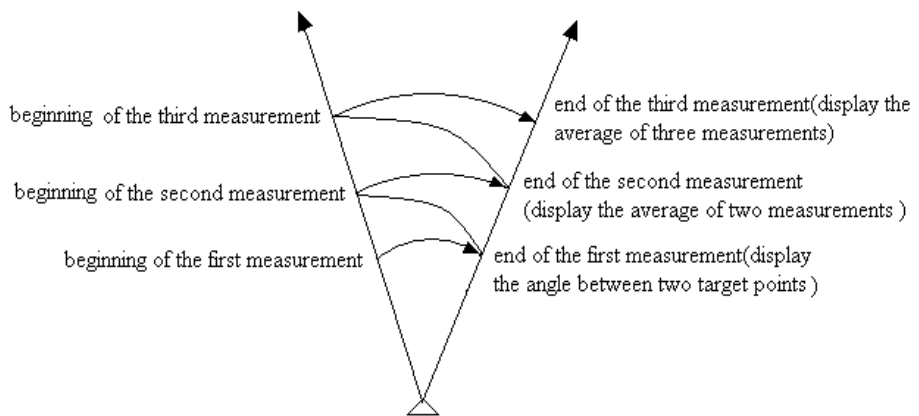 beginning of the third measurement
end of the third measurement(display the
average of three measurements)
beginning of the second measurement
end of the second measurement
(display the average of two measurements )
beginning of the first measurement
end of the first measurement(display
the angle between two target points )